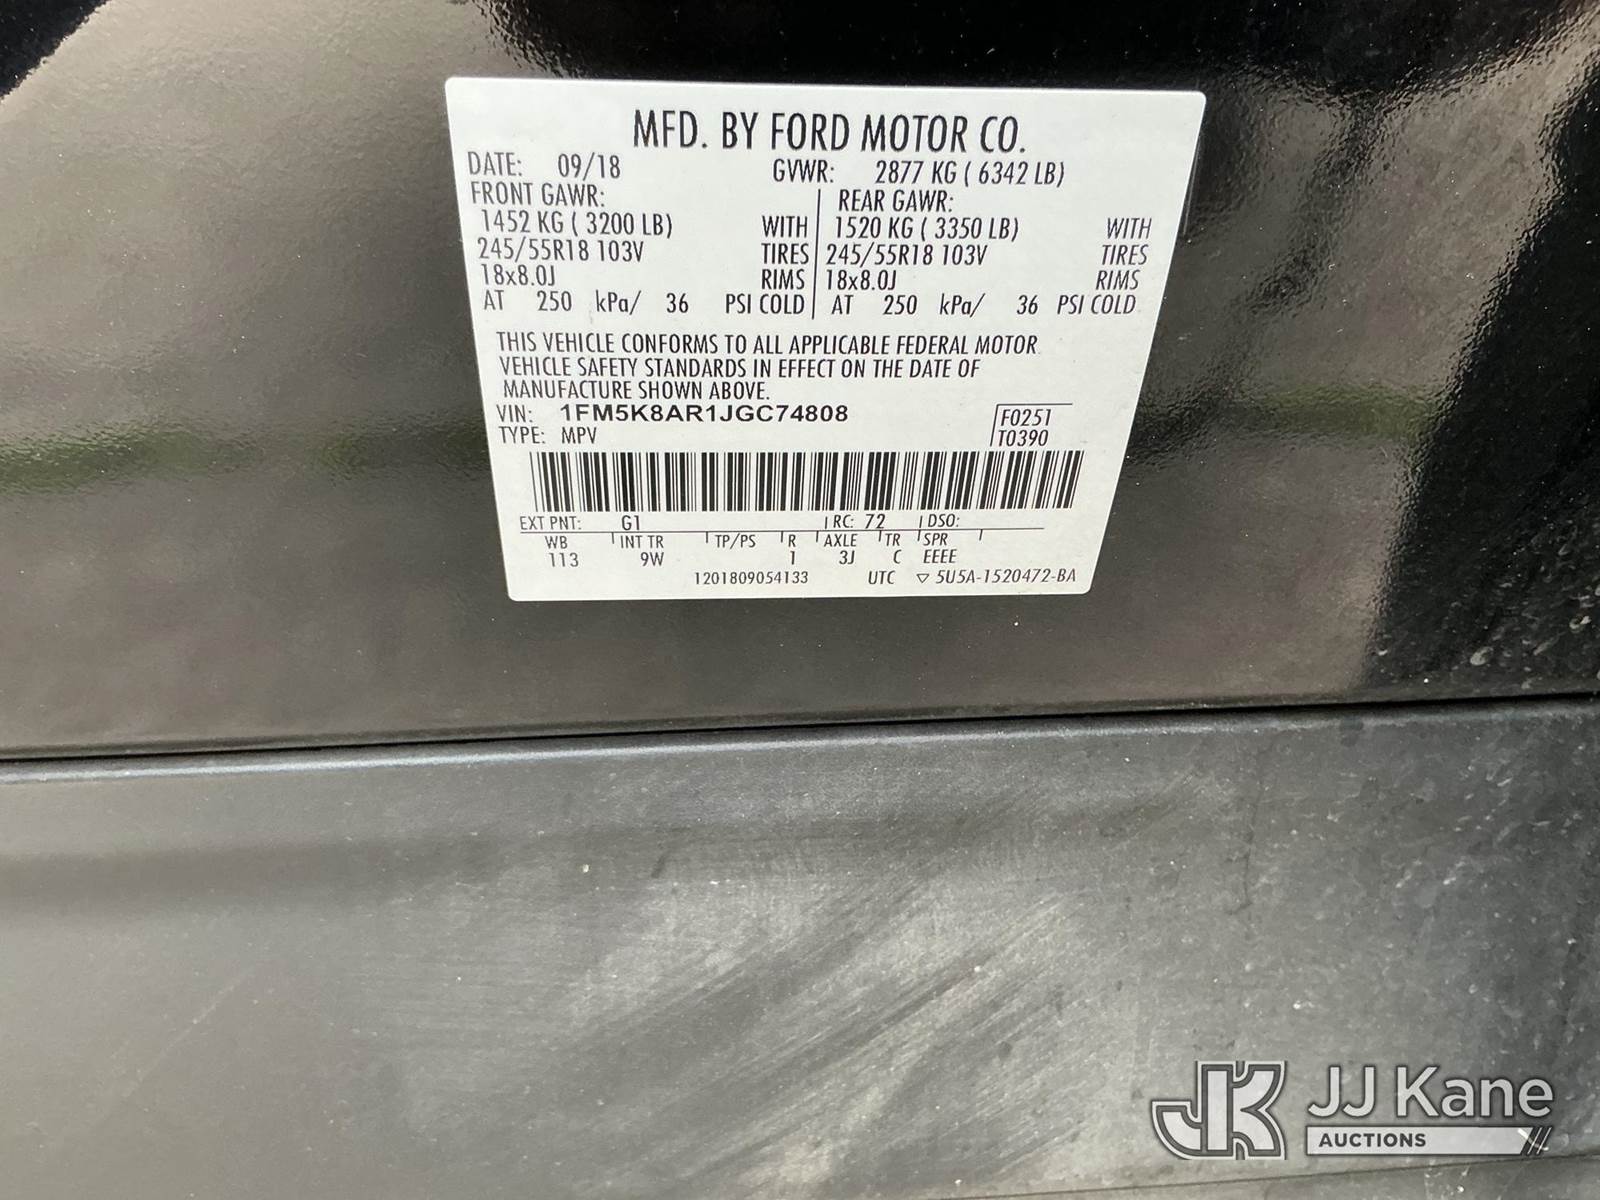 MFD. BY FORD MOTOR CO.
DATE: 09/18 GVWR: 2877 KG ( 6342 LB)
FRONT GAWR: REAR GAWR:
1452 KG ( 3200 LB) WITH 1520 KG ( 3350 LB) WITH
245/55R18 103V TIRES 245/55R18 103V TIRES
18x8.0J RIMS 18x8.0J RIMS
AT 250 kPa/ 36 PSI COLD AT 250 kPa/ 36 PSI COLD
THIS VEHICLE CONFORMS TO ALL APPLICABLE FEDERAL MOTOR
VEHICLE SAFETY STANDARDS IN EFFECT ON THE DATE OF
MANUFACTURE SHOWN ABOVE.
VIN: 1FM5K8AR1JGC74808 F0251
TYPE: MPV T0390
EXT PNT: G1 RC: 72 DSO:
WB INT TR TP/PS R AXLE TR SPR
113 9W 1 3J C EEEE
1201809054133 UTC ▽ 5U5A-1520472-BA
JK JJ Kane
AUCTIONS